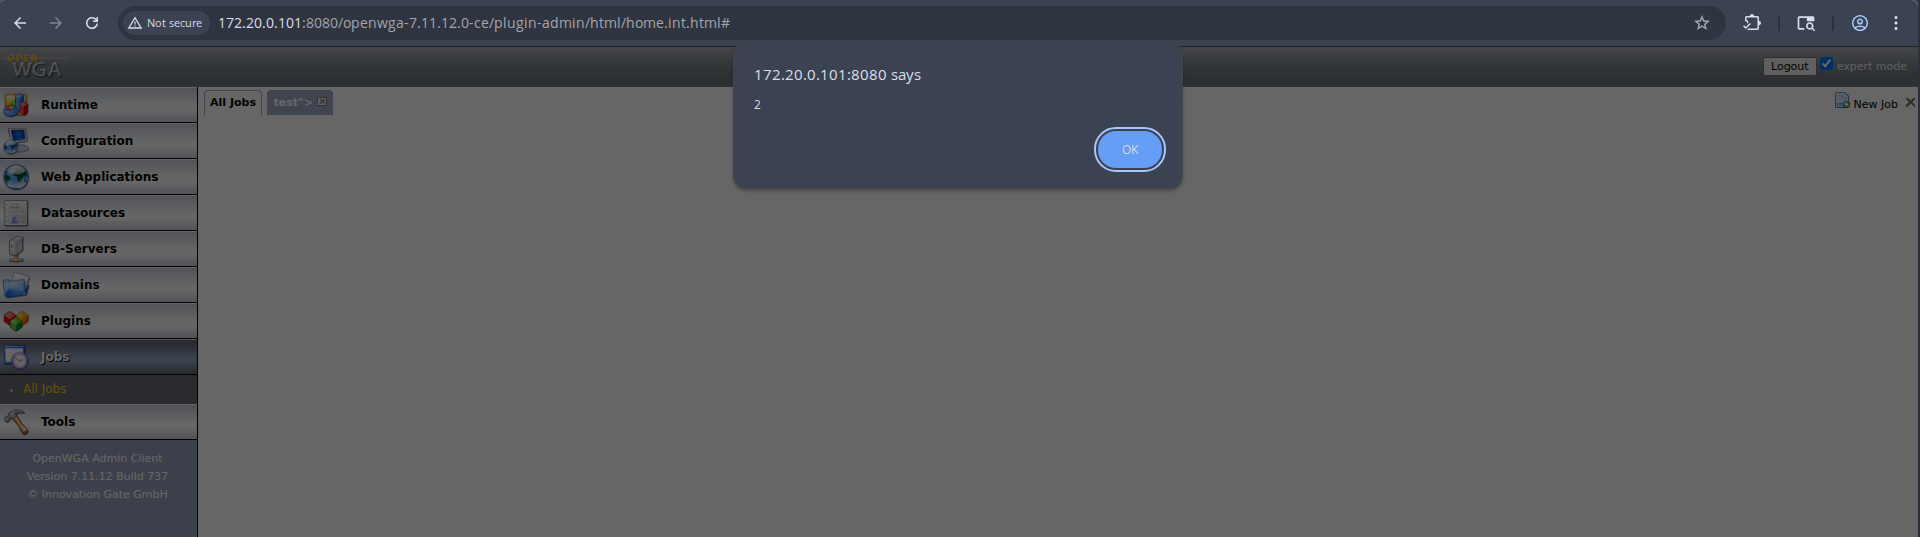 Not secure 172.20.0.101:8080/openwga-7.11.12.0-ce/plugin-admin/html/home.int.html#
OPEN
WGA
172.20.0.101:8080 says
2
OK
Logout expert mode
Runtime
Configuration
Web Applications
Datasources
DB-Servers
Domains
Plugins
Jobs
All Jobs
Tools
OpenWGA Admin Client
Version 7.11.12 Build 737
© Innovation Gate GmbH
All Jobs test">
New Job